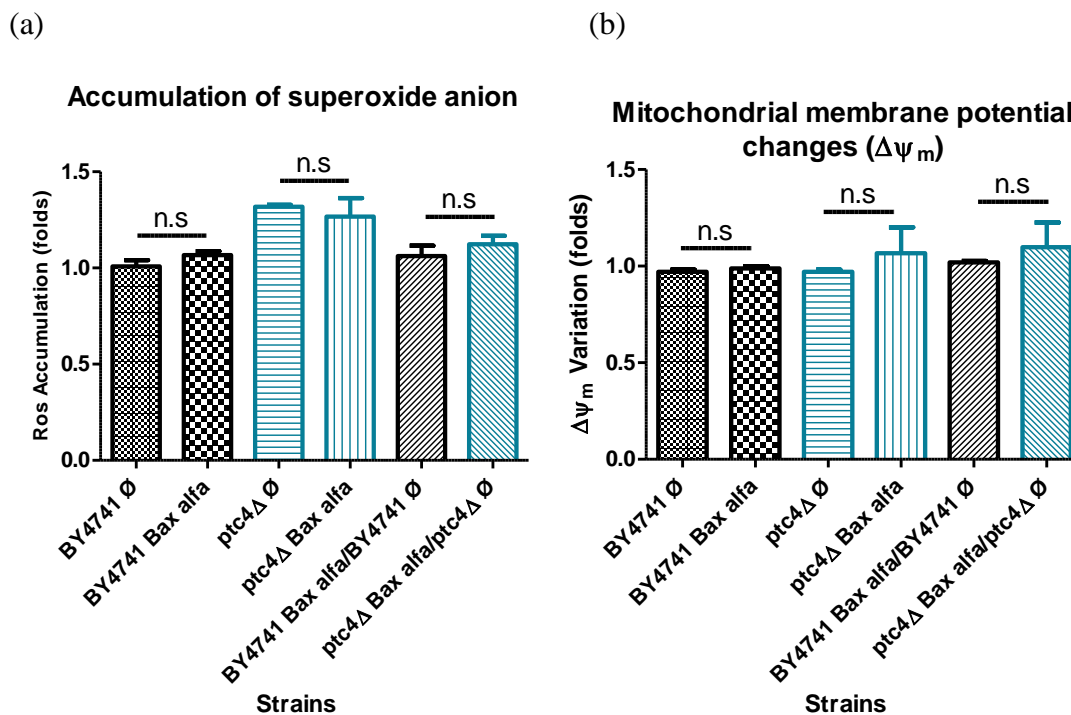 (a)
Accumulation of superoxide anion
Ros Accumulation (folds)
1.5
1.0
0.5
0.0
n.s
n.s
n.s
BY4741 Ø
BY4741 Bax alfa
ptc4Δ Ø
ptc4Δ Bax alfa
BY4741 Bax alfa/BY4741 Ø
ptc4Δ Bax alfa/ptc4Δ Ø
Strains
(b)
Mitochondrial membrane potential
changes (Δψm)
Δψm Variation (folds)
1.5
1.0
0.5
0.0
n.s
n.s
n.s
BY4741 Ø
BY4741 Bax alfa
ptc4Δ Ø
ptc4Δ Bax alfa
BY4741 Bax alfa/BY4741 Ø
ptc4Δ Bax alfa/ptc4Δ Ø
Strains